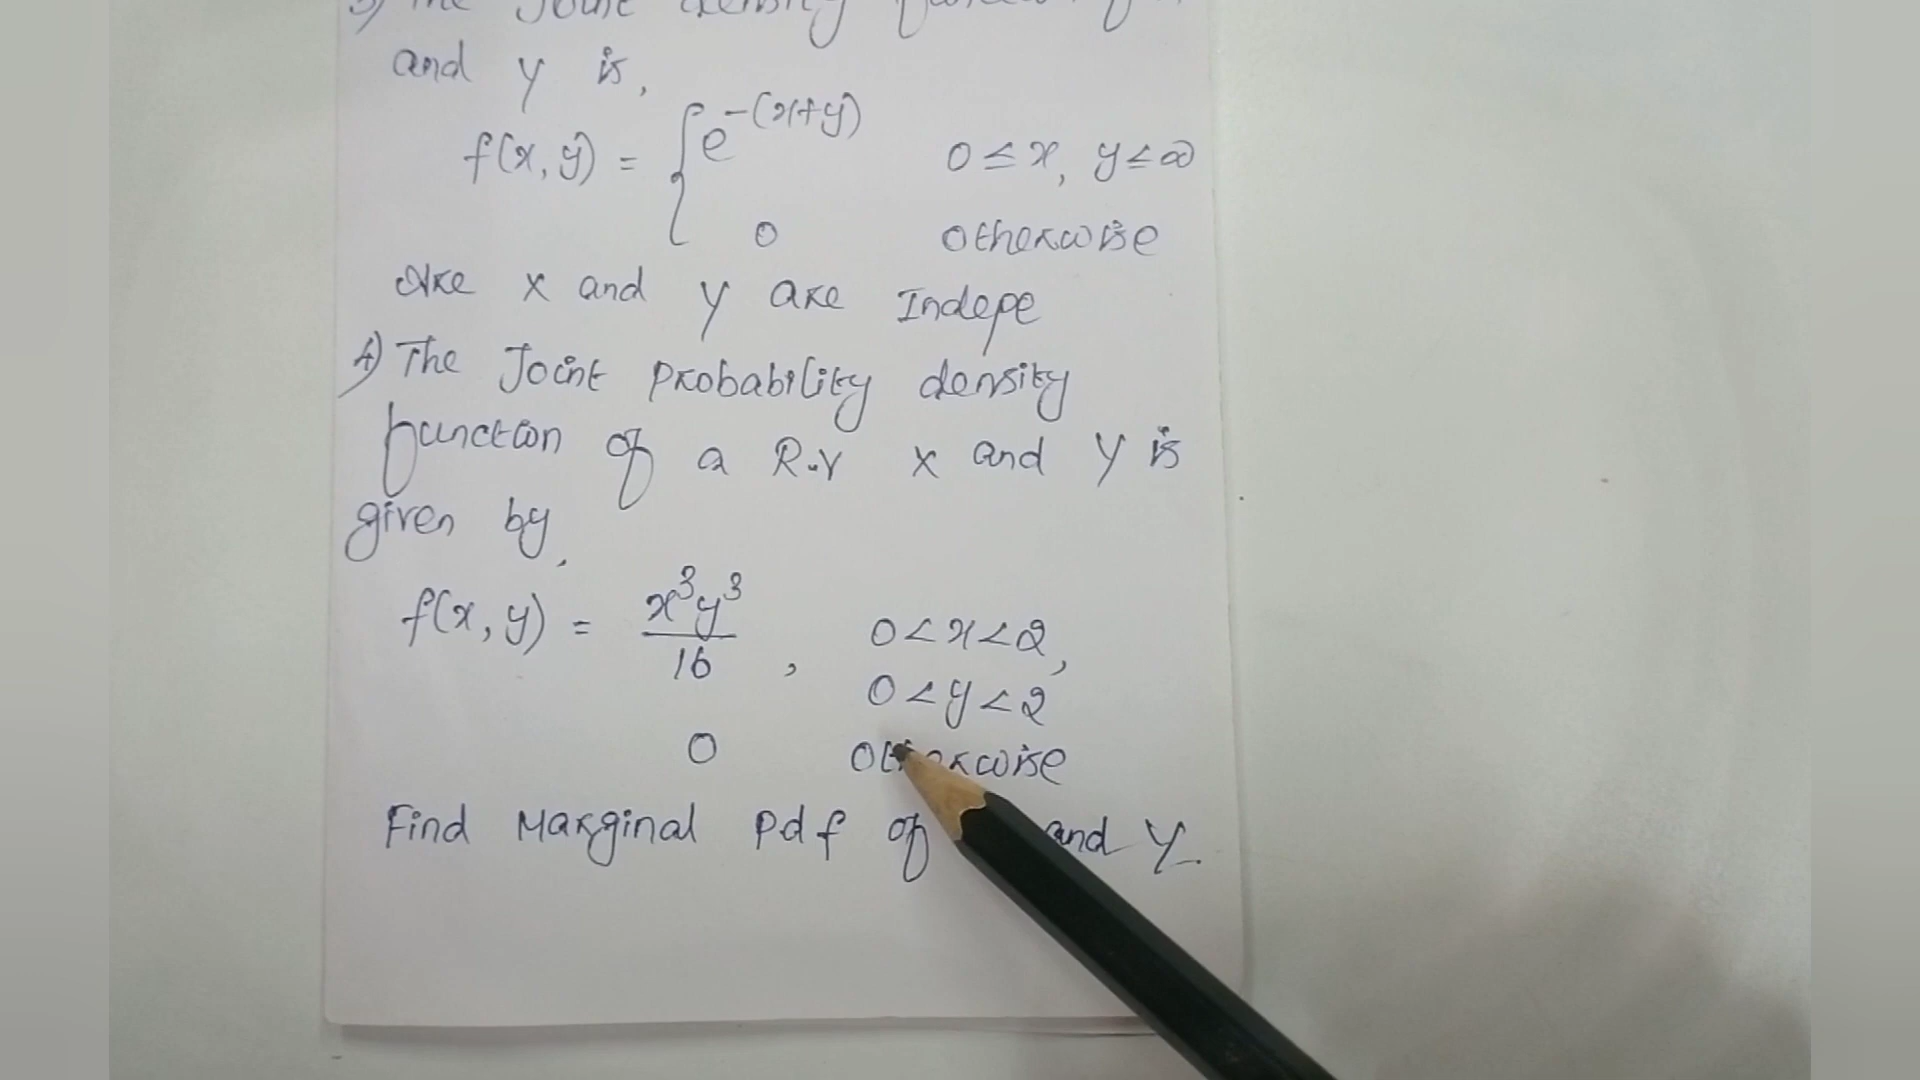 and y is,
f(x, y) = { e^-(x+y) 0 ≤ x, y ≤ ∞
0 otherwise
Are x and y are Indepe
4) The Joint probability density
function of a R.V x and y is
given by,
f(x, y) = x³y³/16 , 0 < x < 2,
0 < y < 2
0 otherwise
Find Marginal pdf of and y.